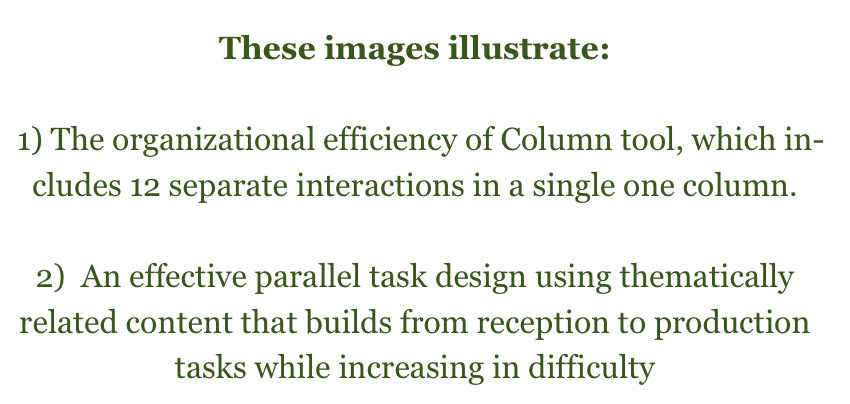 These images illustrate:
1) The organizational efficiency of Column tool, which in-
cludes 12 separate interactions in a single one column.
2)  An effective parallel task design using thematically
related content that builds from reception to production
tasks while increasing in difficulty